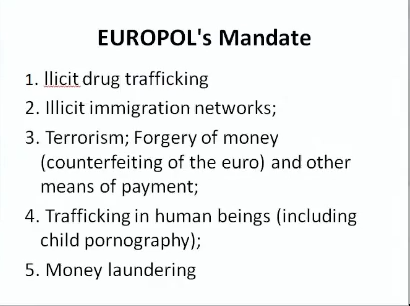 EUROPOL's Mandate
1. llicit drug trafficking
2. Illicit immigration networks;
3. Terrorism; Forgery of money
(counterfeiting of the euro) and other
means of payment;
4. Trafficking in human beings (including
child pornography);
5. Money laundering